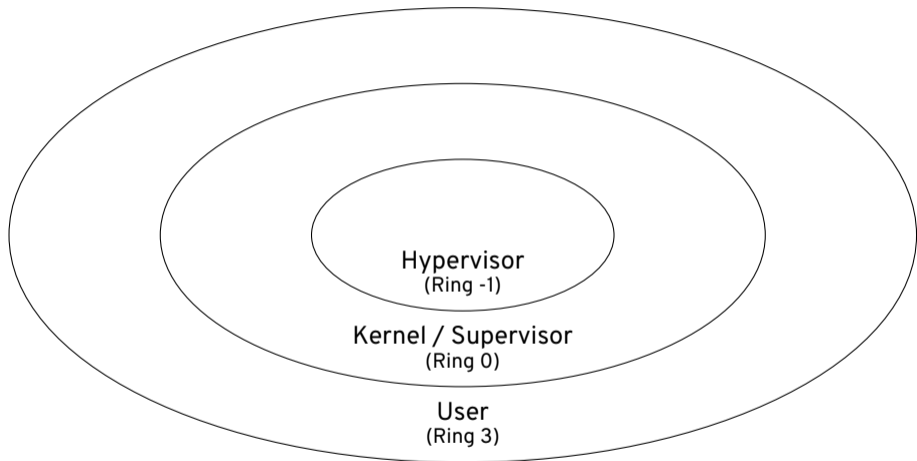 Hypervisor
(Ring -1)
Kernel / Supervisor
(Ring 0)
User
(Ring 3)